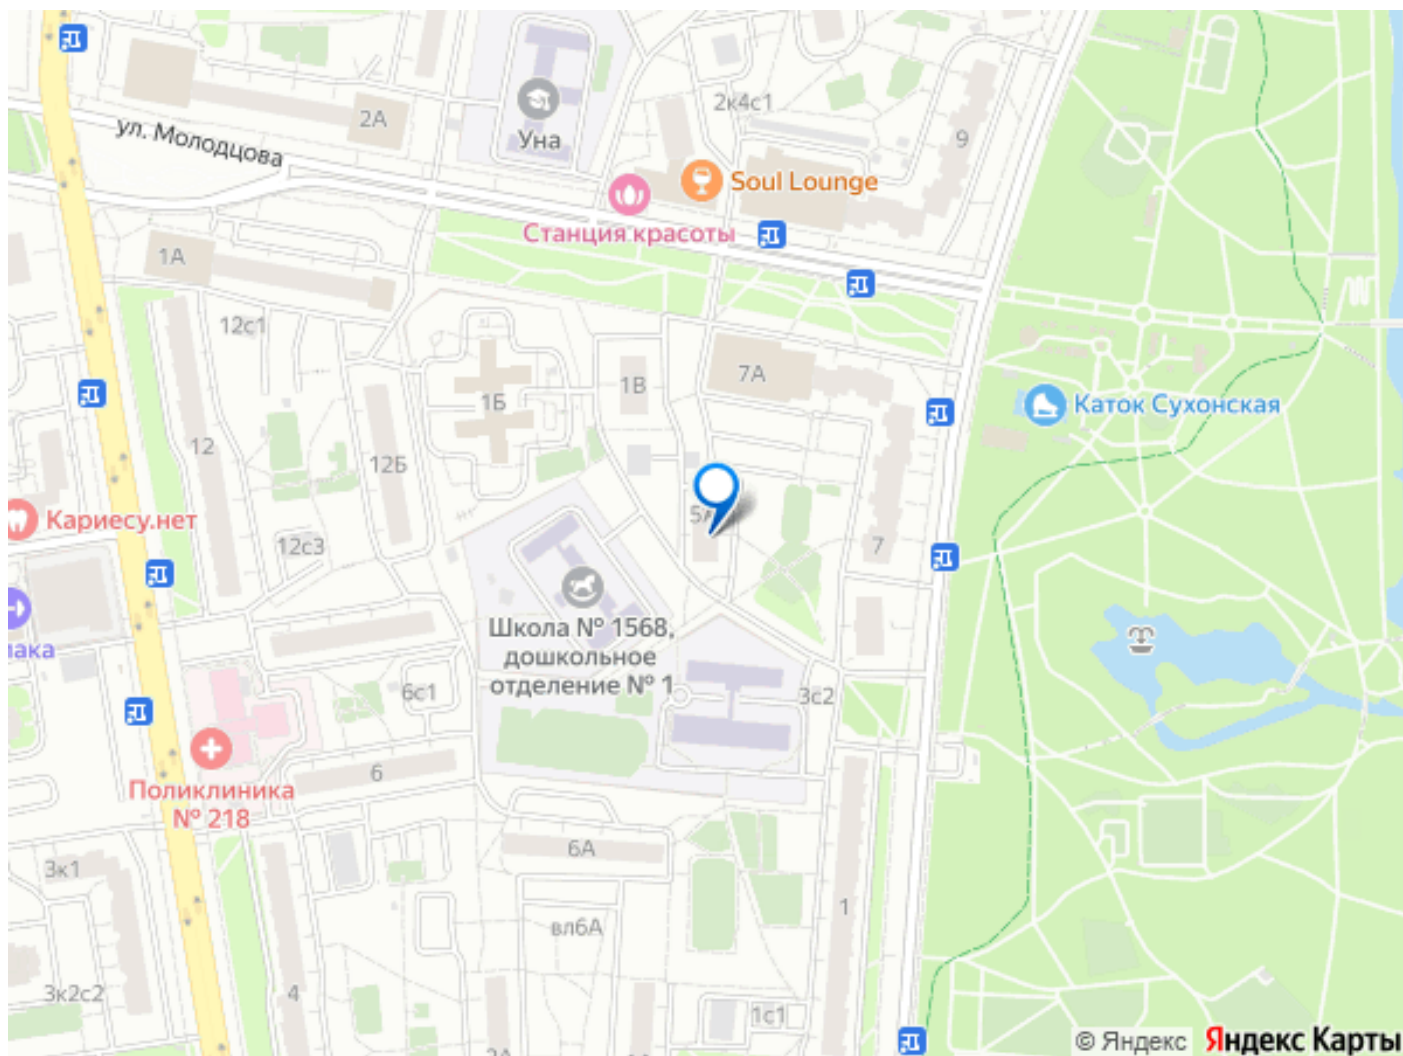 2А
ул. Молодцова
Уна
2к4с1
9
Soul Lounge
Станция красоты
1А
12с1
1Б
1В
7А
Каток Сухонская
12
12Б
Кариесу.нет
12с3
5А
7
Школа № 1568,
дошкольное
отделение № 1
6с1
3с2
Поликлиника
№ 218
6
6А
3к1
вл6А
1
3к2с2
4
1с1
2А
© Яндекс
Яндекс Карты